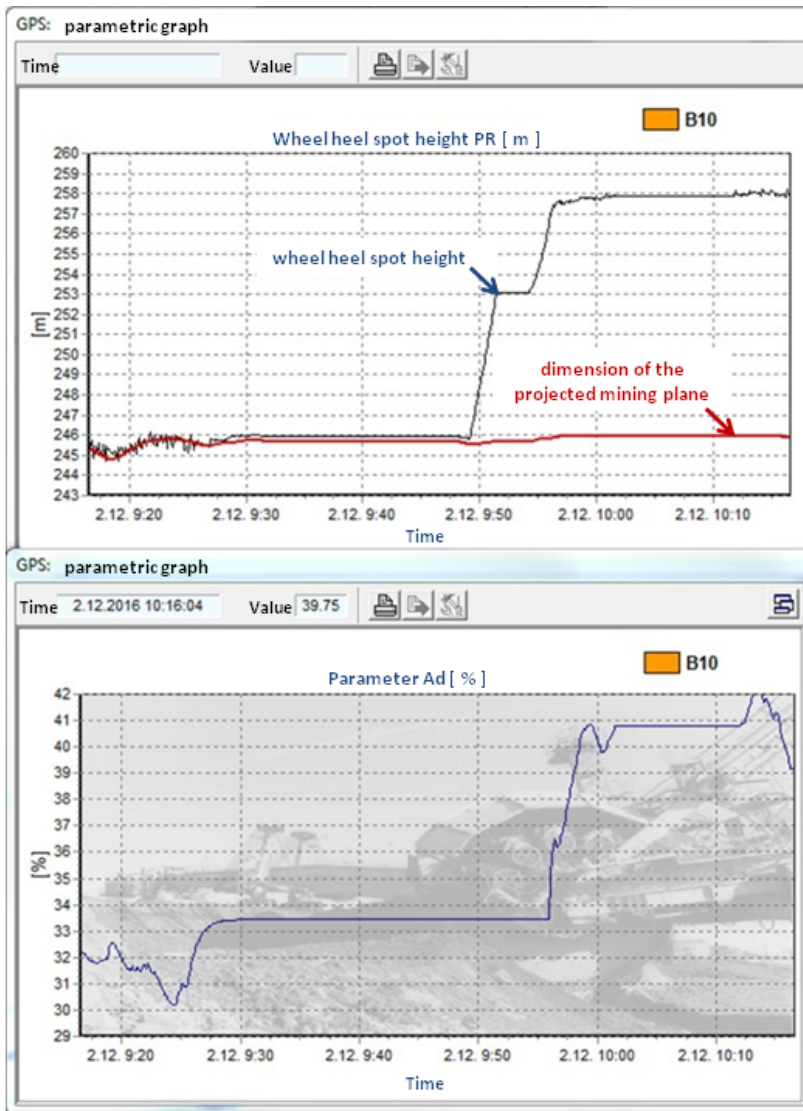 GPS: parametric graph
Time Value
B10
Wheel heel spot height PR [ m ]
260
259
258
257
256
255
wheel heel spot height
254
253
252
[m]
251
250
249
dimension of the
projected mining plane
248
247
246
245
244
243
2.12. 9:20 2.12. 9:30 2.12. 9:40 2.12. 9:50 2.12. 10:00 2.12. 10:10
Time
GPS: parametric graph
Time 2.12.2016 10:16:04 Value 39.75
B10
Parameter Ad [ % ]
42
41
40
39
38
37
36
[%]
35
34
33
32
31
30
29
2.12. 9:20 2.12. 9:30 2.12. 9:40 2.12. 9:50 2.12. 10:00 2.12. 10:10
Time